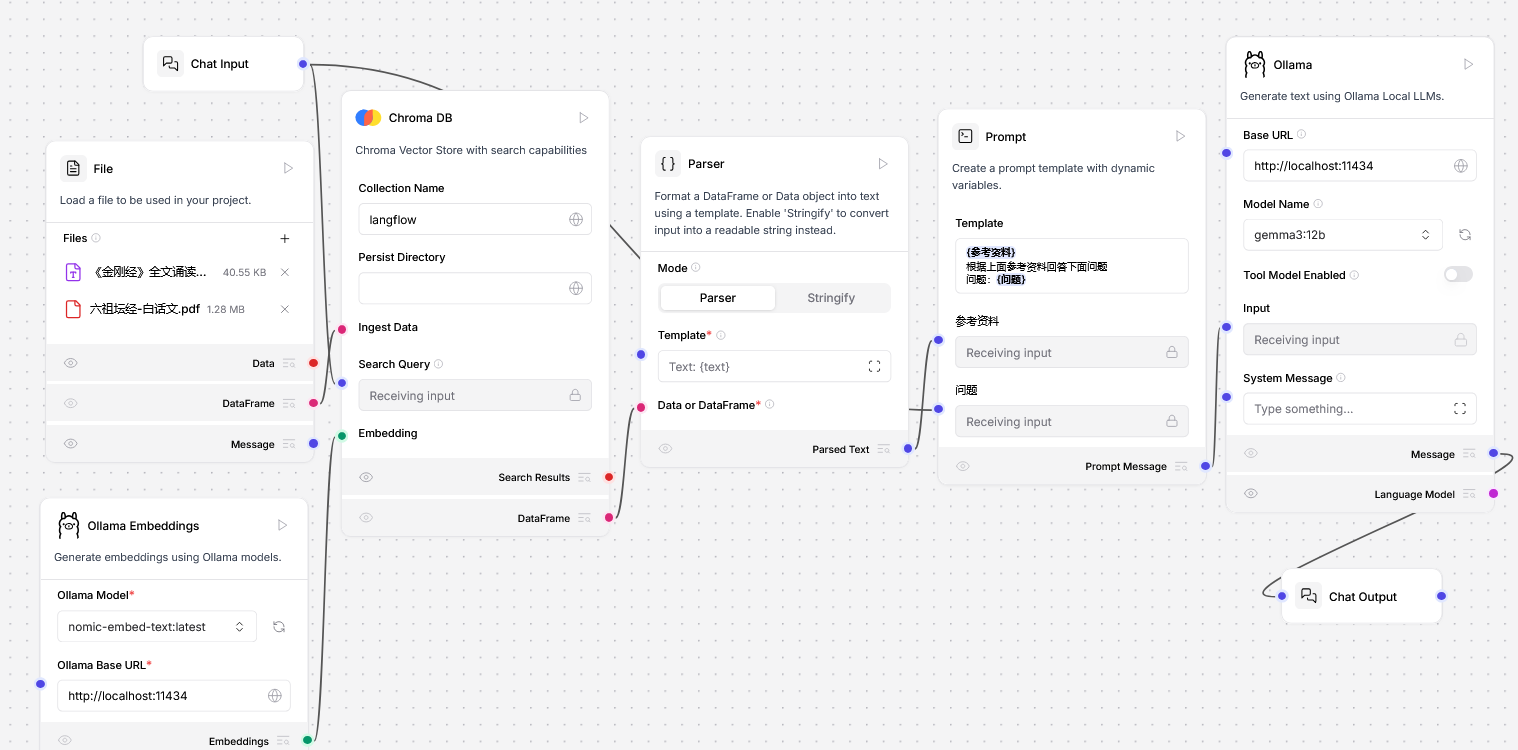 Chat Input
File
Load a file to be used in your project.
Files
《金刚经》全文诵读... 40.55 KB
六祖坛经-白话文.pdf 1.28 MB
Data
DataFrame
Message
Ollama Embeddings
Generate embeddings using Ollama models.
Ollama Model*
nomic-embed-text:latest
Ollama Base URL*
http://localhost:11434
Embeddings
Chroma DB
Chroma Vector Store with search capabilities
Collection Name
langflow
Persist Directory
Ingest Data
Search Query
Receiving input
Embedding
Search Results
DataFrame
Parser
Format a DataFrame or Data object into text
using a template. Enable 'Stringify' to convert
input into a readable string instead.
Mode
Parser Stringify
Template*
Text: {text}
Data or DataFrame*
Parsed Text
Prompt
Create a prompt template with dynamic
variables.
Template
{参考资料}
根据上面参考资料回答下面问题
问题：{问题}
参考资料
Receiving input
问题
Receiving input
Prompt Message
Ollama
Generate text using Ollama Local LLMs.
Base URL
http://localhost:11434
Model Name
gemma3:12b
Tool Model Enabled
Input
Receiving input
System Message
Type something...
Message
Language Model
Chat Output